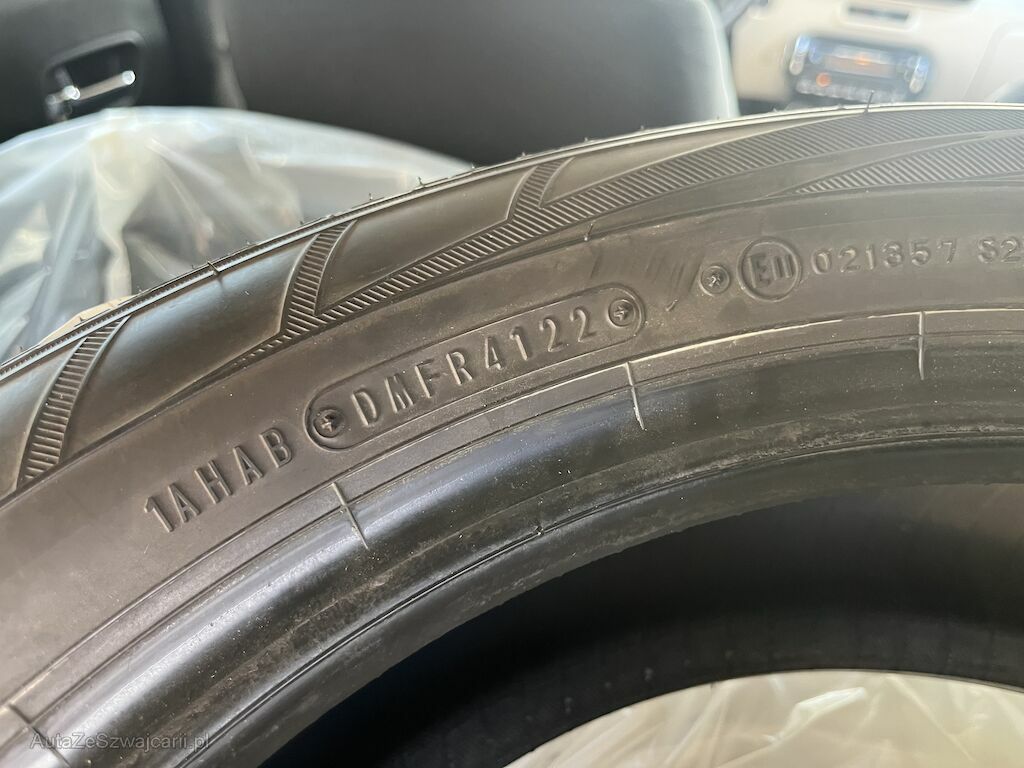 1AHAB DMFR4122
E11 021357 S2
AutaZeSzwajcarii.pl